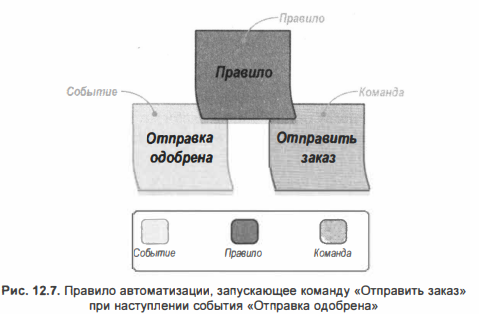 Правило
Правило
Событие
Команда
Отправка
одобрена
Отправить
заказ
Событие
Правило
Команда
Рис. 12.7. Правило автоматизации, запускающее команду «Отправить заказ»
при наступлении события «Отправка одобрена»